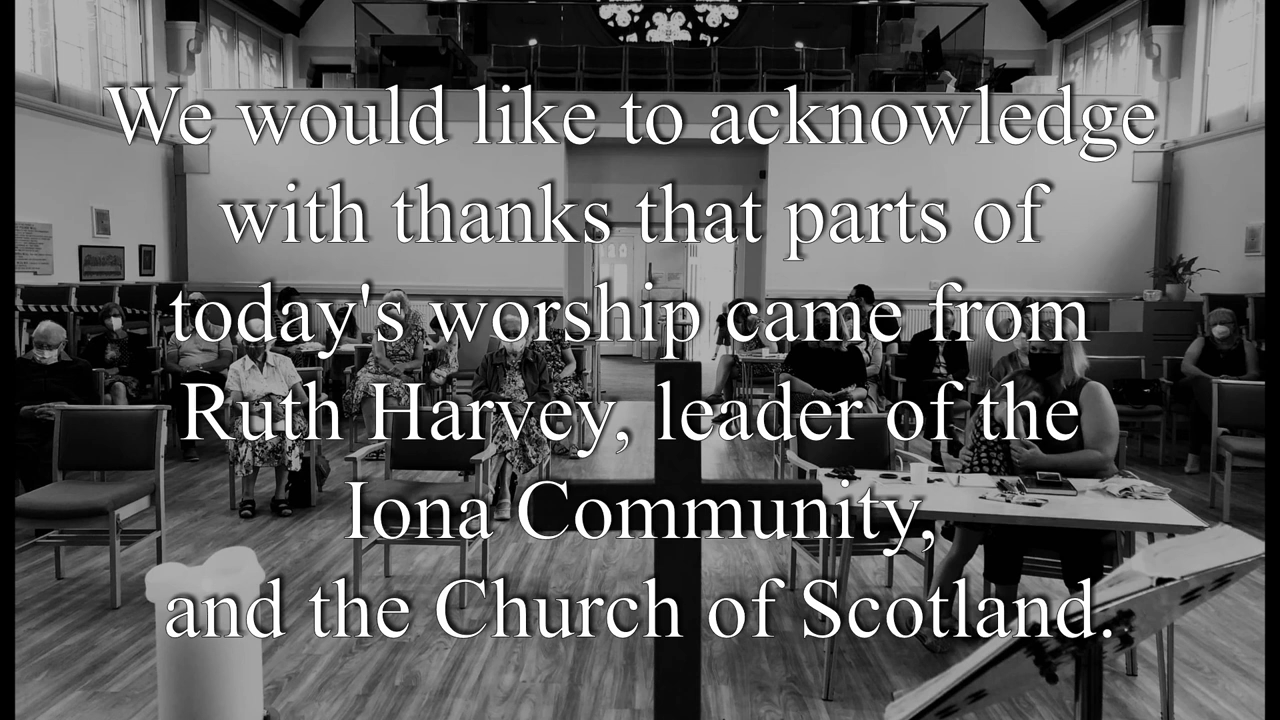 We would like to acknowledge
with thanks that parts of
today's worship came from
Ruth Harvey, leader of the
Iona Community,
and the Church of Scotland.